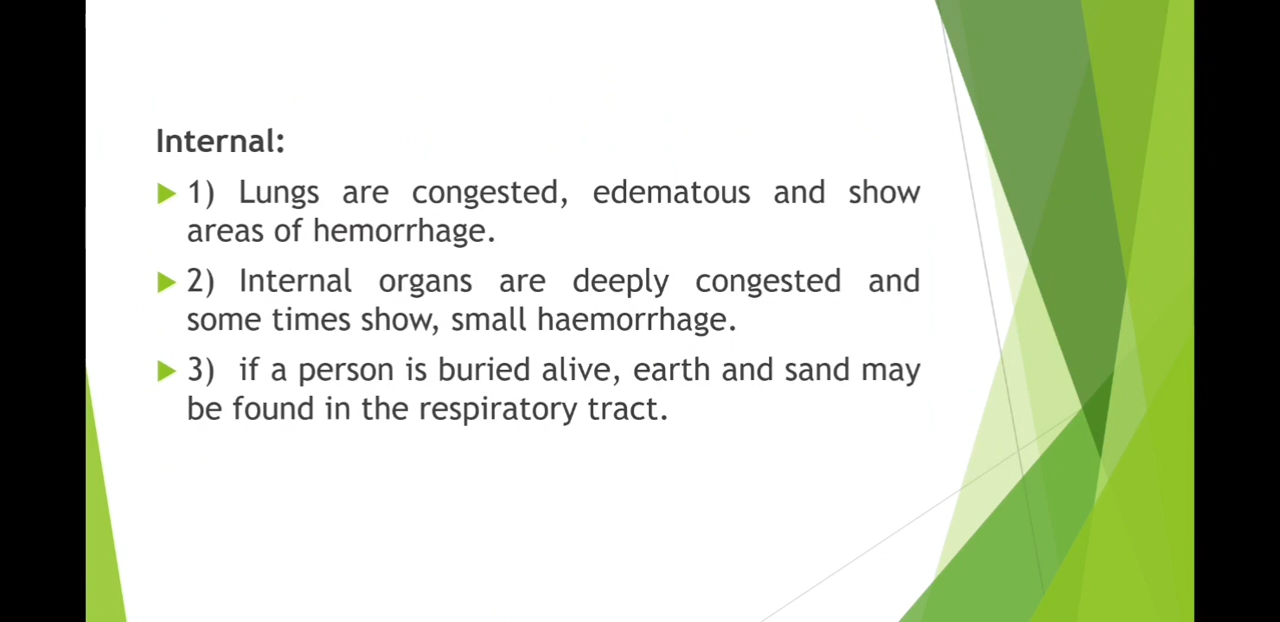 Internal:
1) Lungs are congested, edematous and show
areas of hemorrhage.
2) Internal organs are deeply congested and
some times show, small haemorrhage.
3) if a person is buried alive, earth and sand may
be found in the respiratory tract.